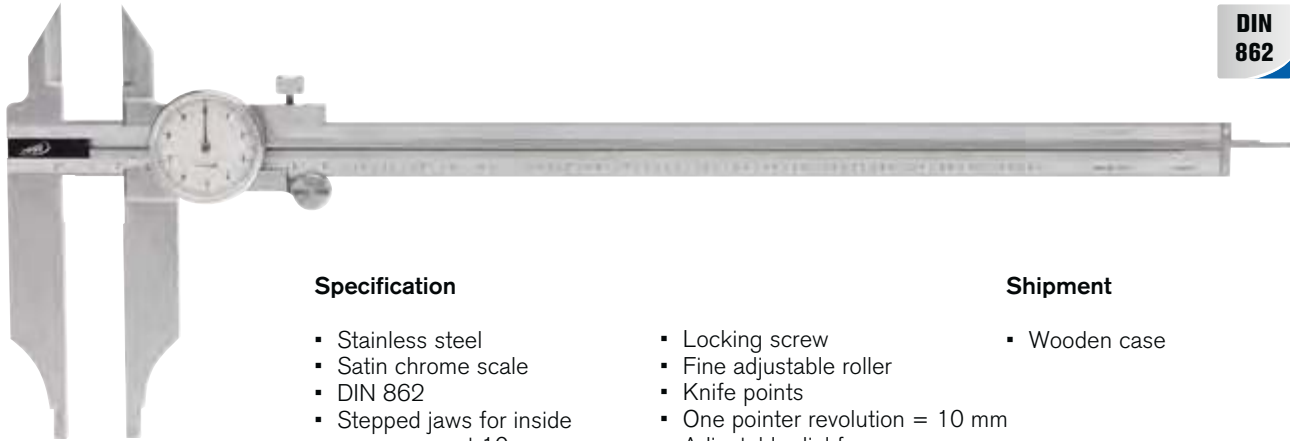 DIN
862
Specification
▪ Stainless steel
▪ Satin chrome scale
▪ DIN 862
▪ Stepped jaws for inside
▪ Locking screw
▪ Fine adjustable roller
▪ Knife points
▪ One pointer revolution = 10 mm
Shipment
▪ Wooden case